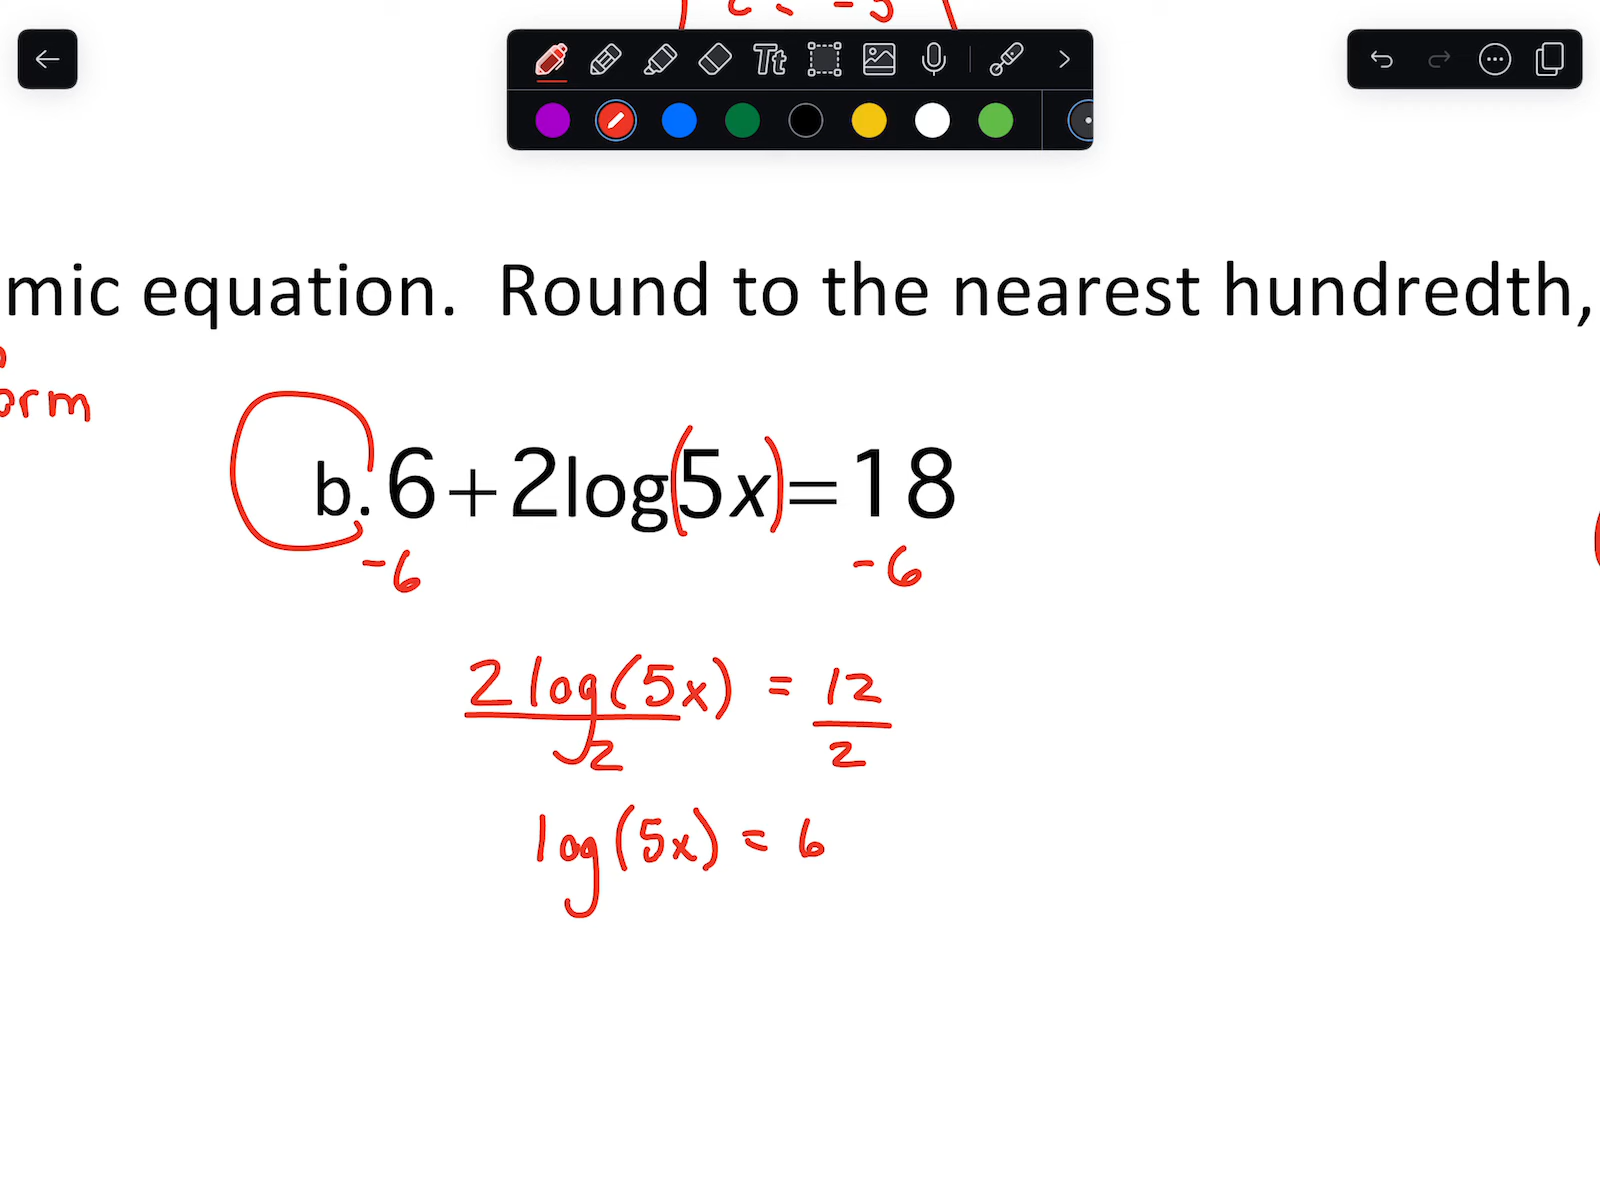 Tt
mic equation. Round to the nearest hundredth,
orm
b. 6+2log(5x)=18
-6 -6
2log(5x) = 12
2 2
log(5x) = 6